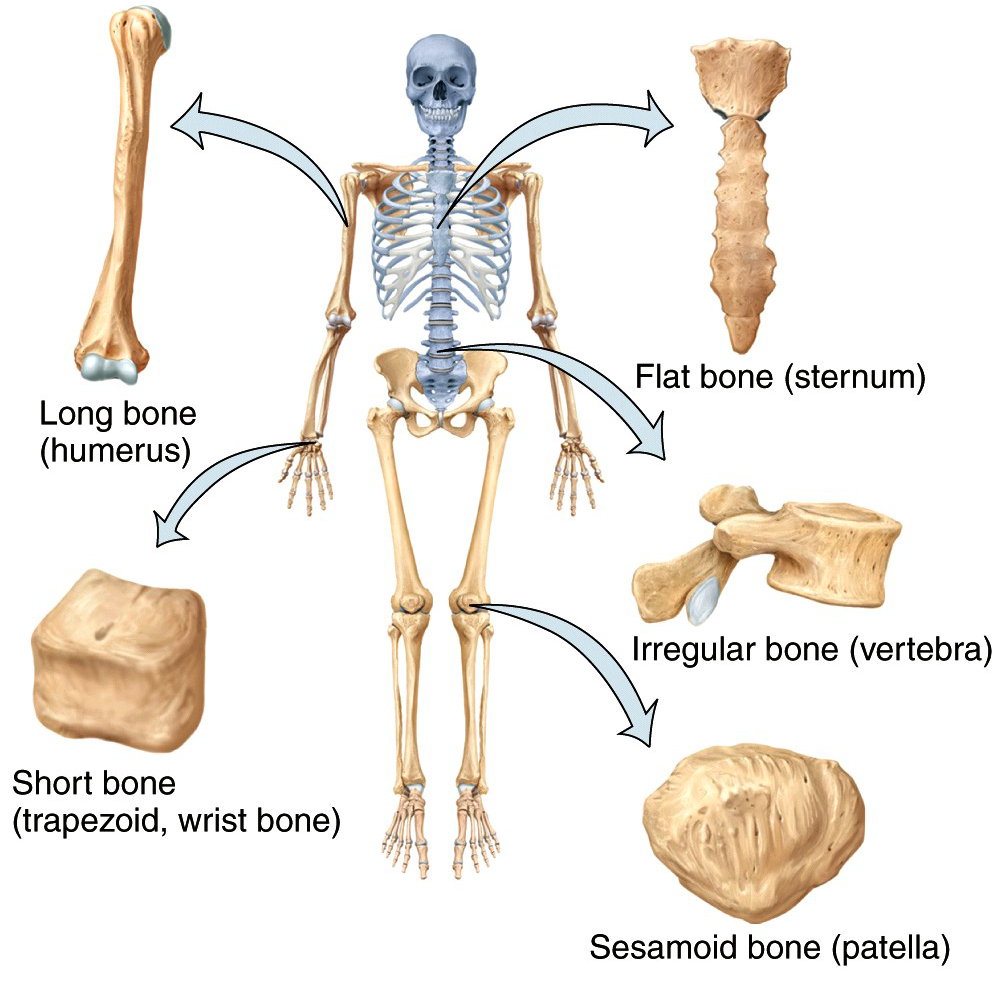 Long bone
(humerus)
Flat bone (sternum)
Irregular bone (vertebra)
Short bone
(trapezoid, wrist bone)
Sesamoid bone (patella)